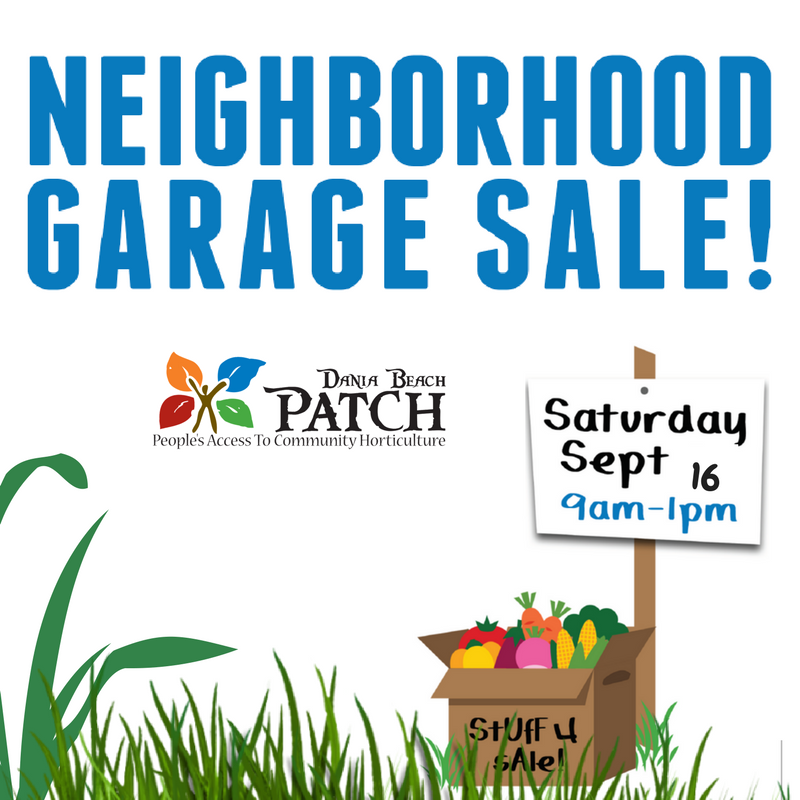 NEIGHBORHOOD
GARAGE SALE!
DANIA BEACH
PATCH
People's Access To Community Horticulture
Saturday
Sept 16
9am-1pm
StUfF 4
sAle!